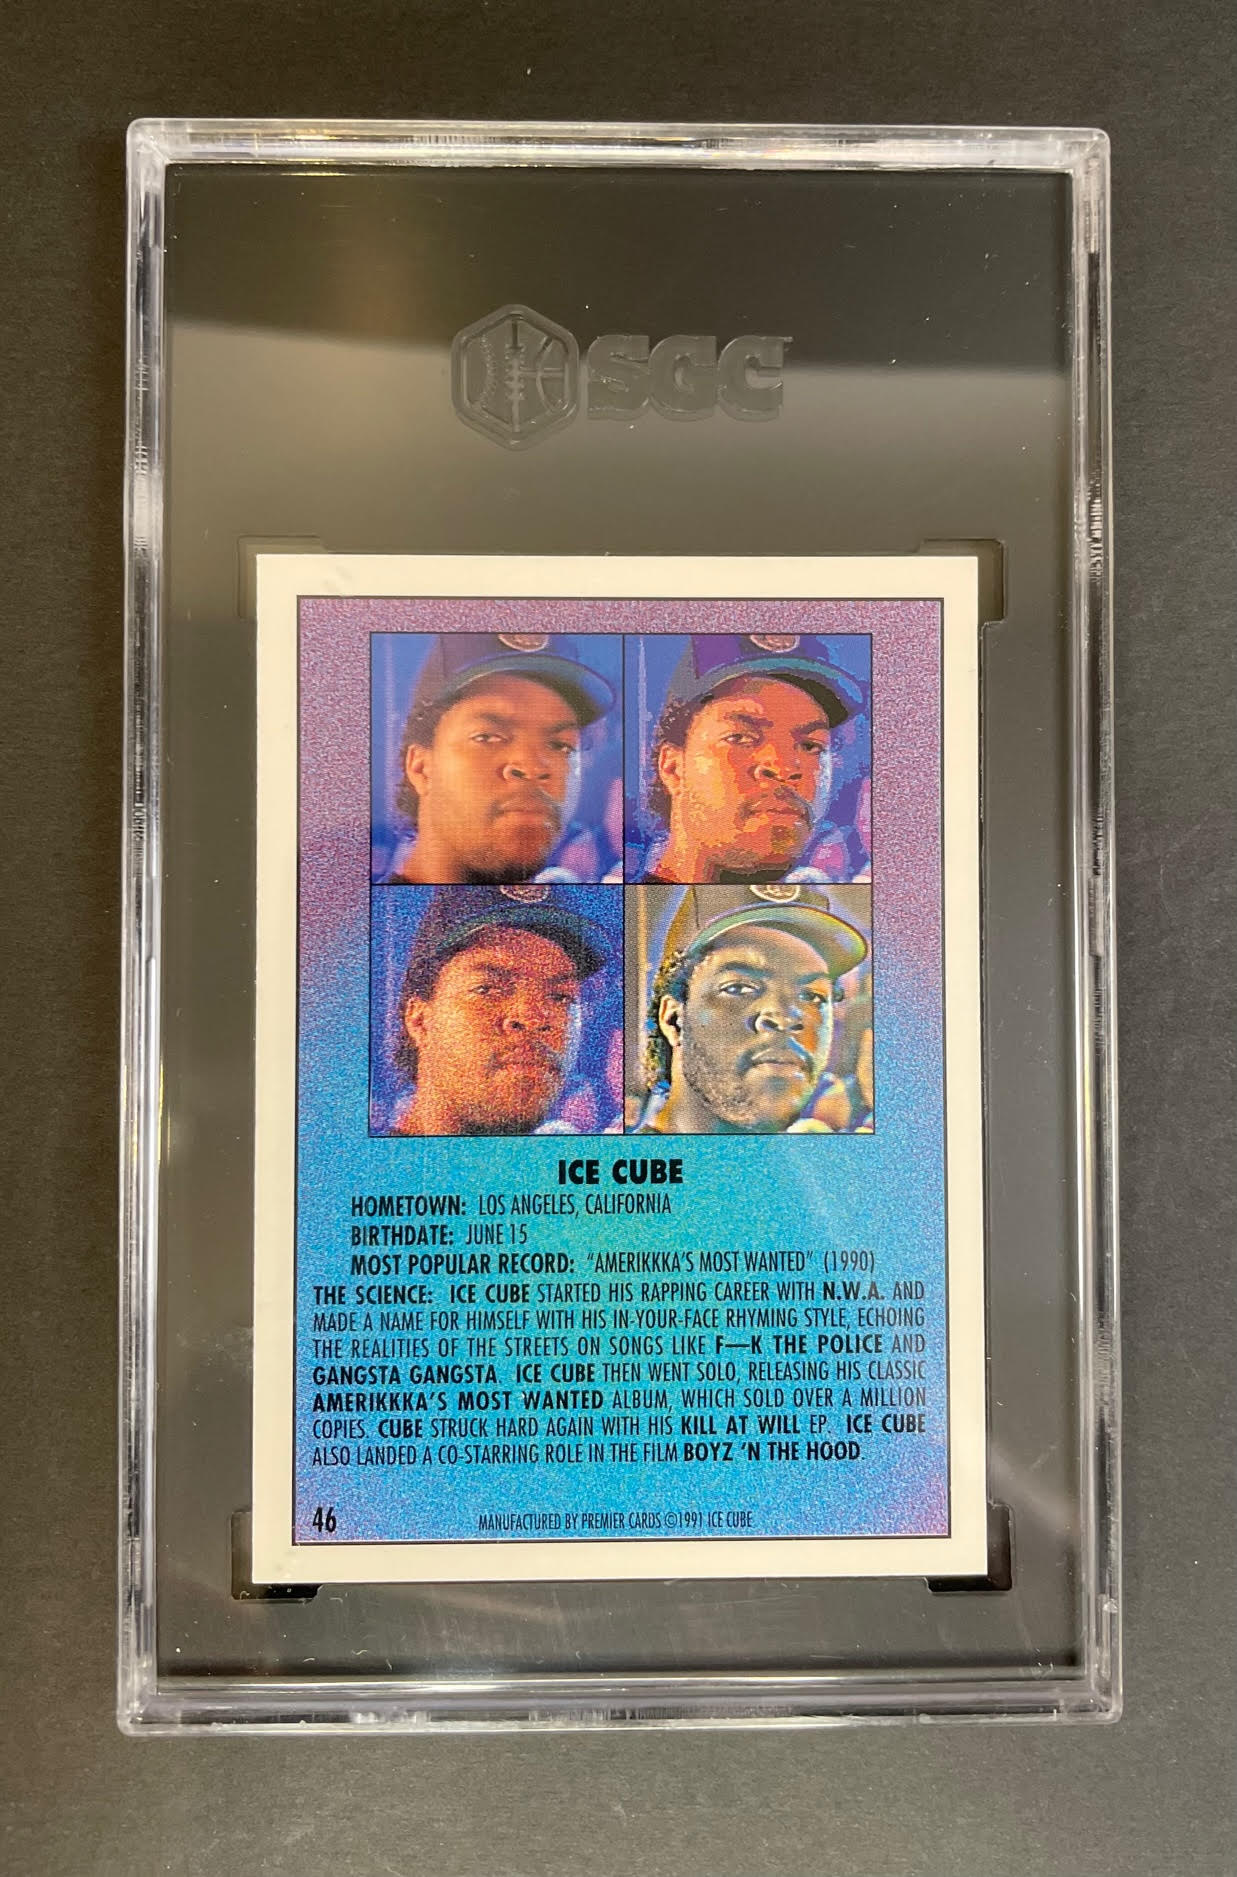 SGC
ICE CUBE
HOMETOWN: LOS ANGELES, CALIFORNIA
BIRTHDATE: JUNE 15
MOST POPULAR RECORD: "AMERIKKKA'S MOST WANTED" (1990)
THE SCIENCE: ICE CUBE STARTED HIS RAPPING CAREER WITH N.W.A. AND
MADE A NAME FOR HIMSELF WITH HIS IN-YOUR-FACE RHYMING STYLE, ECHOING
THE REALITIES OF THE STREETS ON SONGS LIKE F—K THE POLICE AND
GANGSTA GANGSTA. ICE CUBE THEN WENT SOLO, RELEASING HIS CLASSIC
AMERIKKKA'S MOST WANTED ALBUM, WHICH SOLD OVER A MILLION
COPIES. CUBE STRUCK HARD AGAIN WITH HIS KILL AT WILL EP. ICE CUBE
ALSO LANDED A CO-STARRING ROLE IN THE FILM BOYZ 'N THE HOOD.
46
MANUFACTURED BY PREMIER CARDS ©1991 ICE CUBE